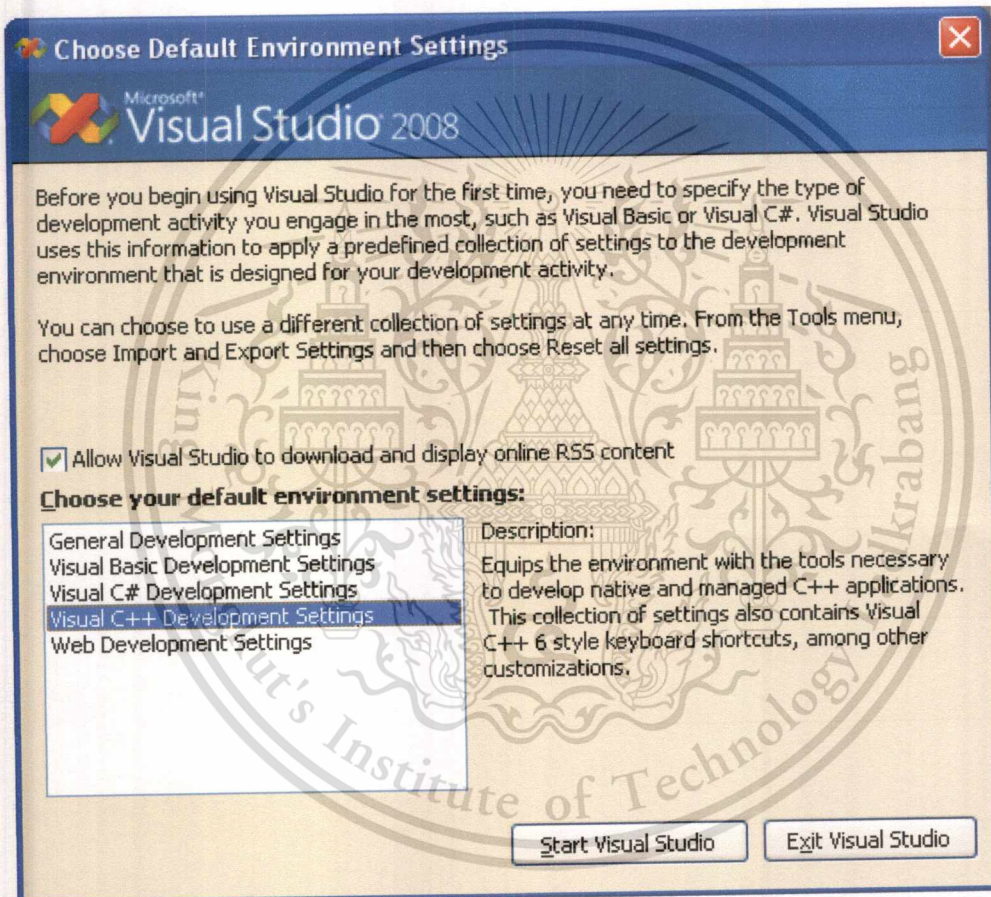 Choose Default Environment Settings
Microsoft®
Visual Studio® 2008
Before you begin using Visual Studio for the first time, you need to specify the type of
development activity you engage in the most, such as Visual Basic or Visual C#. Visual Studio
uses this information to apply a predefined collection of settings to the development
environment that is designed for your development activity.
You can choose to use a different collection of settings at any time. From the Tools menu,
choose Import and Export Settings and then choose Reset all settings.
Allow Visual Studio to download and display online RSS content
Choose your default environment settings:
General Development Settings
Visual Basic Development Settings
Visual C# Development Settings
Visual C++ Development Settings
Web Development Settings
Description:
Equips the environment with the tools necessary
to develop native and managed C++ applications.
This collection of settings also contains Visual
C++ 6 style keyboard shortcuts, among other
customizations.
Start Visual Studio
Exit Visual Studio
King Mongkut's Institute of Technology Ladkrabang